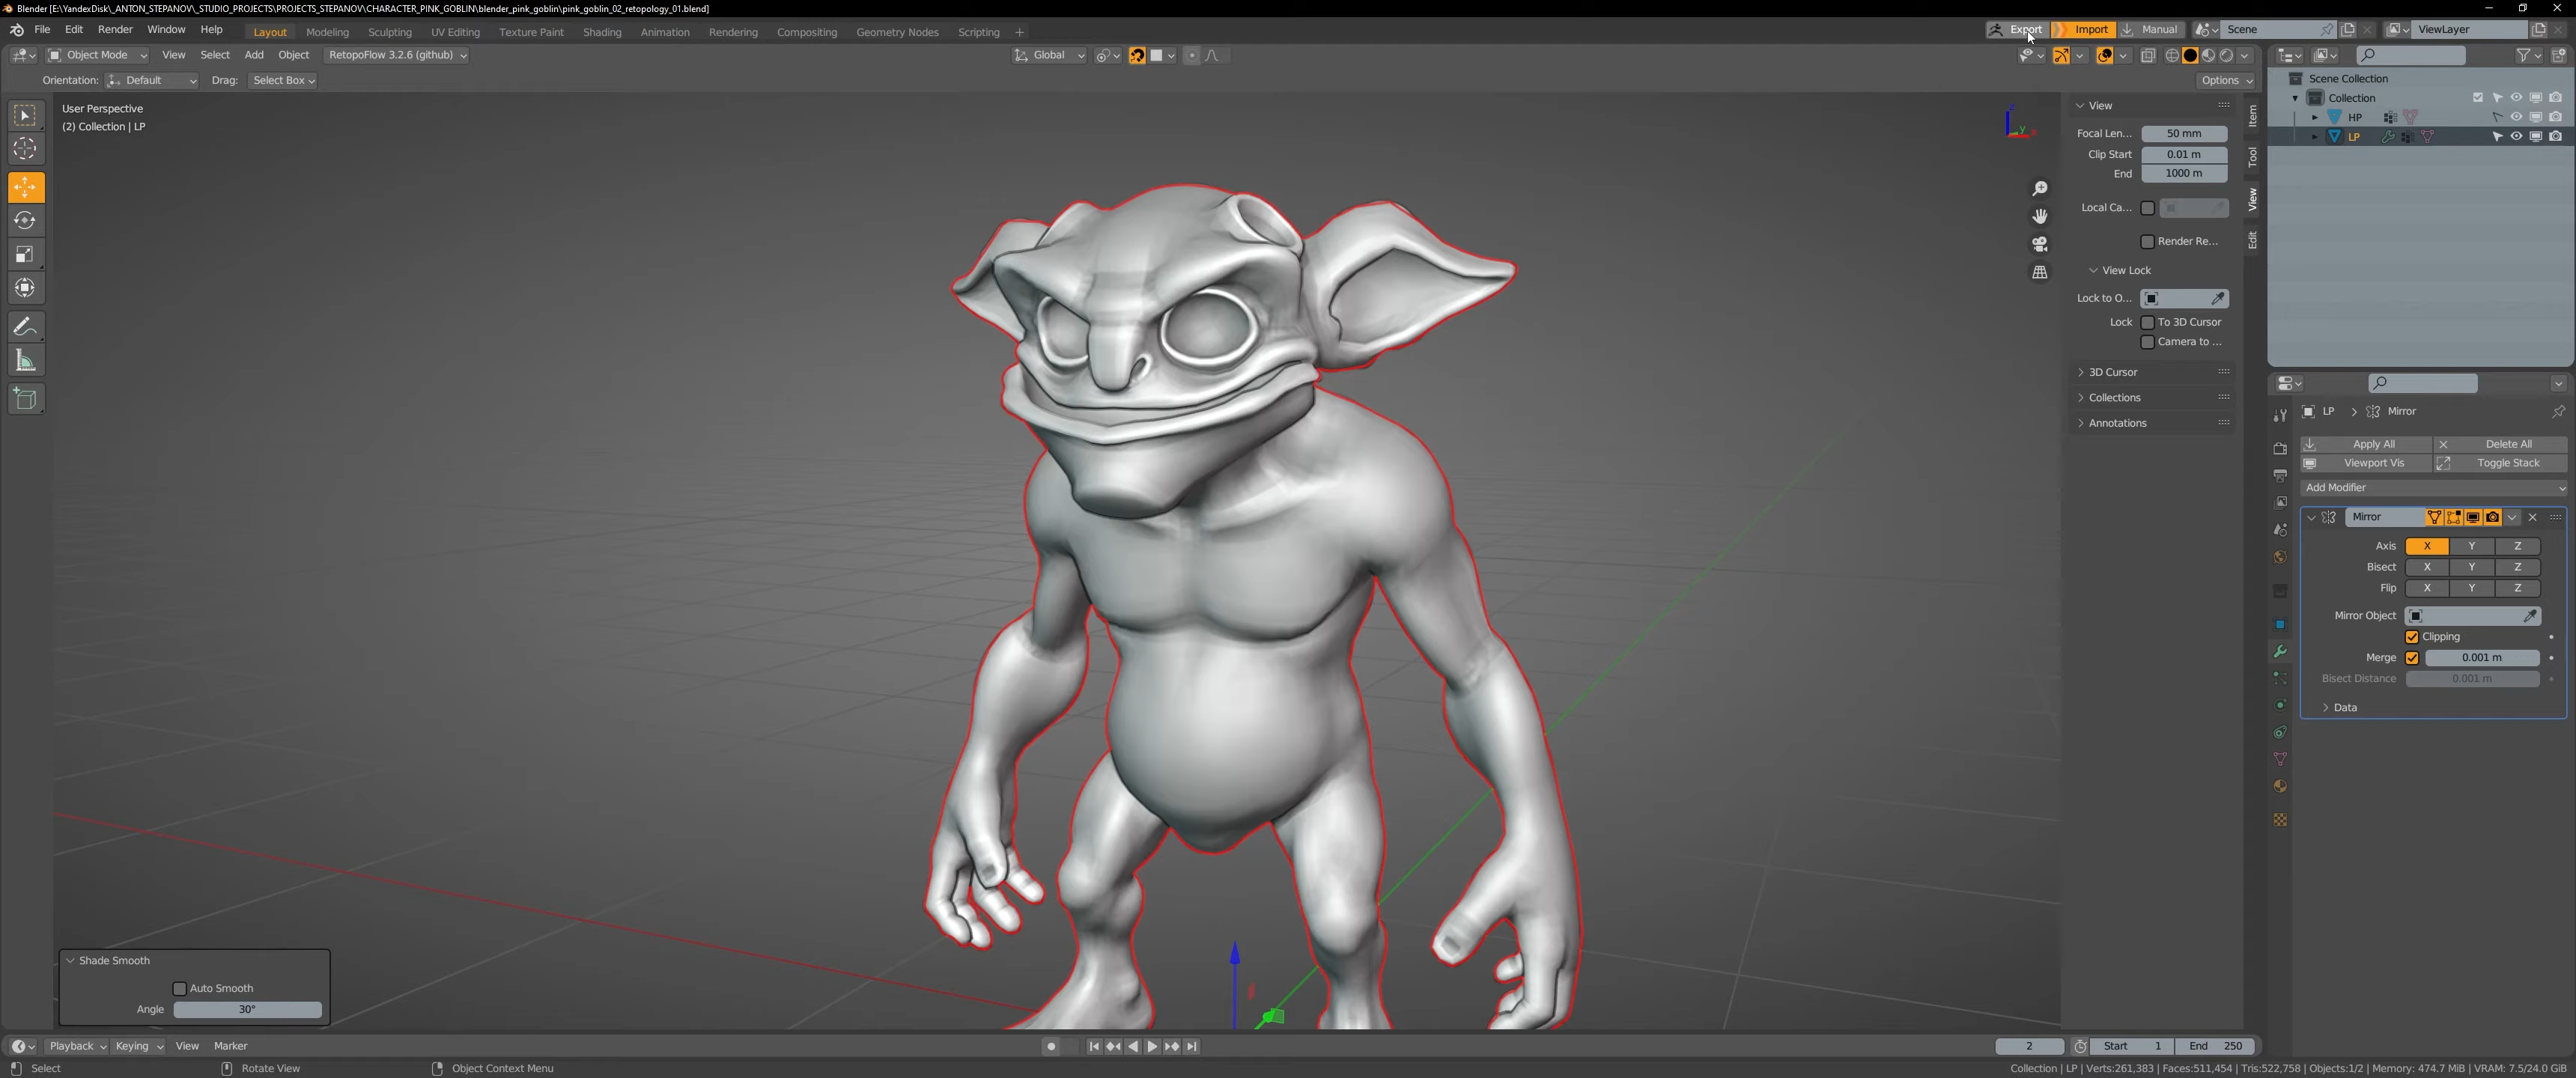 Blender [E:\YandexDisk\_ANTON_STEPANOV\_STUDIO_PROJECTS\PROJECTS_STEPANOV\CHARACTER_PINK_GOBLIN\blender_pink_goblin\pink_goblin_02_retopology_01.blend]
File Edit Render Window Help Layout Modeling Sculpting UV Editing Texture Paint Shading Animation Rendering Compositing Geometry Nodes Scripting + Export Import Manual Scene ViewLayer
Object Mode View Select Add Object RetopoFlow 3.2.6 (github) Global
Orientation: Default Drag: Select Box Options
User Perspective
(2) Collection | LP
View
Focal Len... 50 mm
Clip Start 0.01 m
End 1000 m
Local Ca...
Render Re...
View Lock
Lock to O...
Lock To 3D Cursor
Camera to ...
3D Cursor
Collections
Annotations
Item
Tool
View
Edit
Scene Collection
Collection
HP
LP
LP > Mirror
Apply All Delete All
Viewport Vis Toggle Stack
Add Modifier
Mirror
Axis X Y Z
Bisect X Y Z
Flip X Y Z
Mirror Object
Clipping
Merge 0.001 m
Bisect Distance 0.001 m
Data
Shade Smooth
Auto Smooth
Angle 30°
Playback Keying View Marker 2 Start 1 End 250
Select Rotate View Object Context Menu Collection | LP | Verts:261,383 | Faces:511,454 | Tris:522,758 | Objects:1/2 | Memory: 474.7 MiB | VRAM: 7.5/24.0 GiB